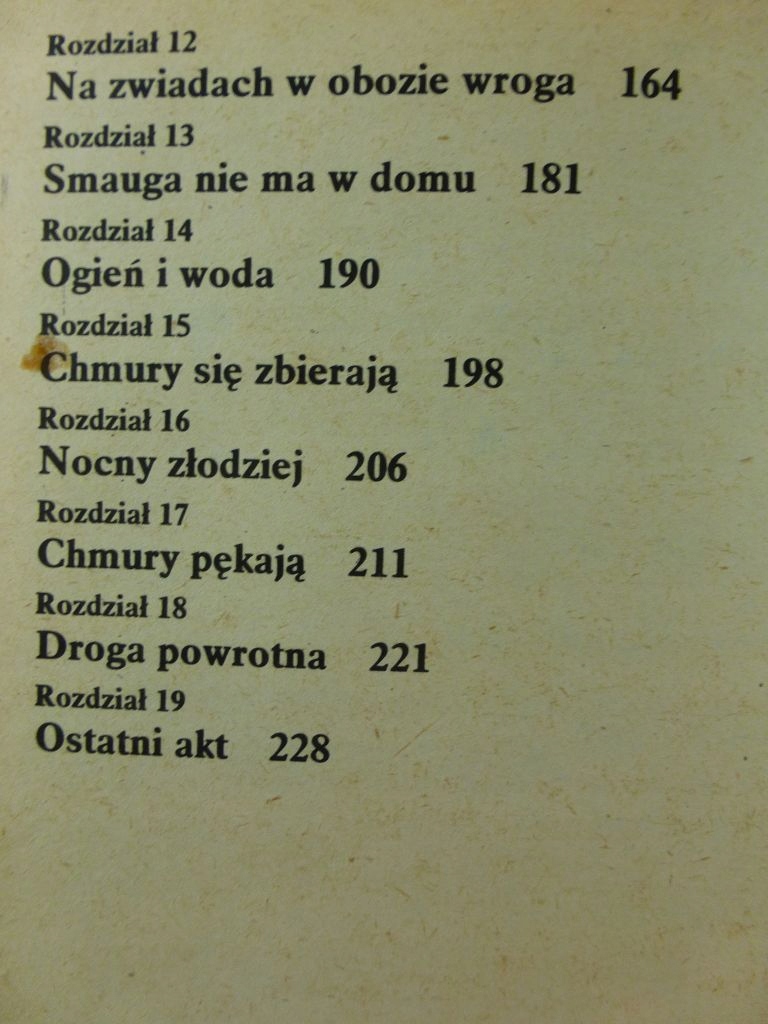 Rozdział 12
Na zwiadach w obozie wroga 164
Rozdział 13
Smauga nie ma w domu 181
Rozdział 14
Ogień i woda 190
Rozdział 15
Chmury się zbierają 198
Rozdział 16
Nocny złodziej 206
Rozdział 17
Chmury pękają 211
Rozdział 18
Droga powrotna 221
Rozdział 19
Ostatni akt 228